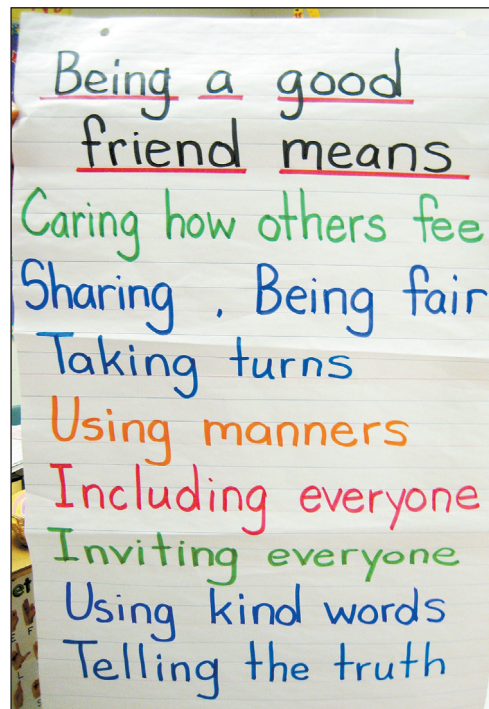 Being a good
friend means
Caring how others fee
Sharing , Being fair
Taking turns
Using manners
Including everyone
Inviting everyone
Using kind words
Telling the truth